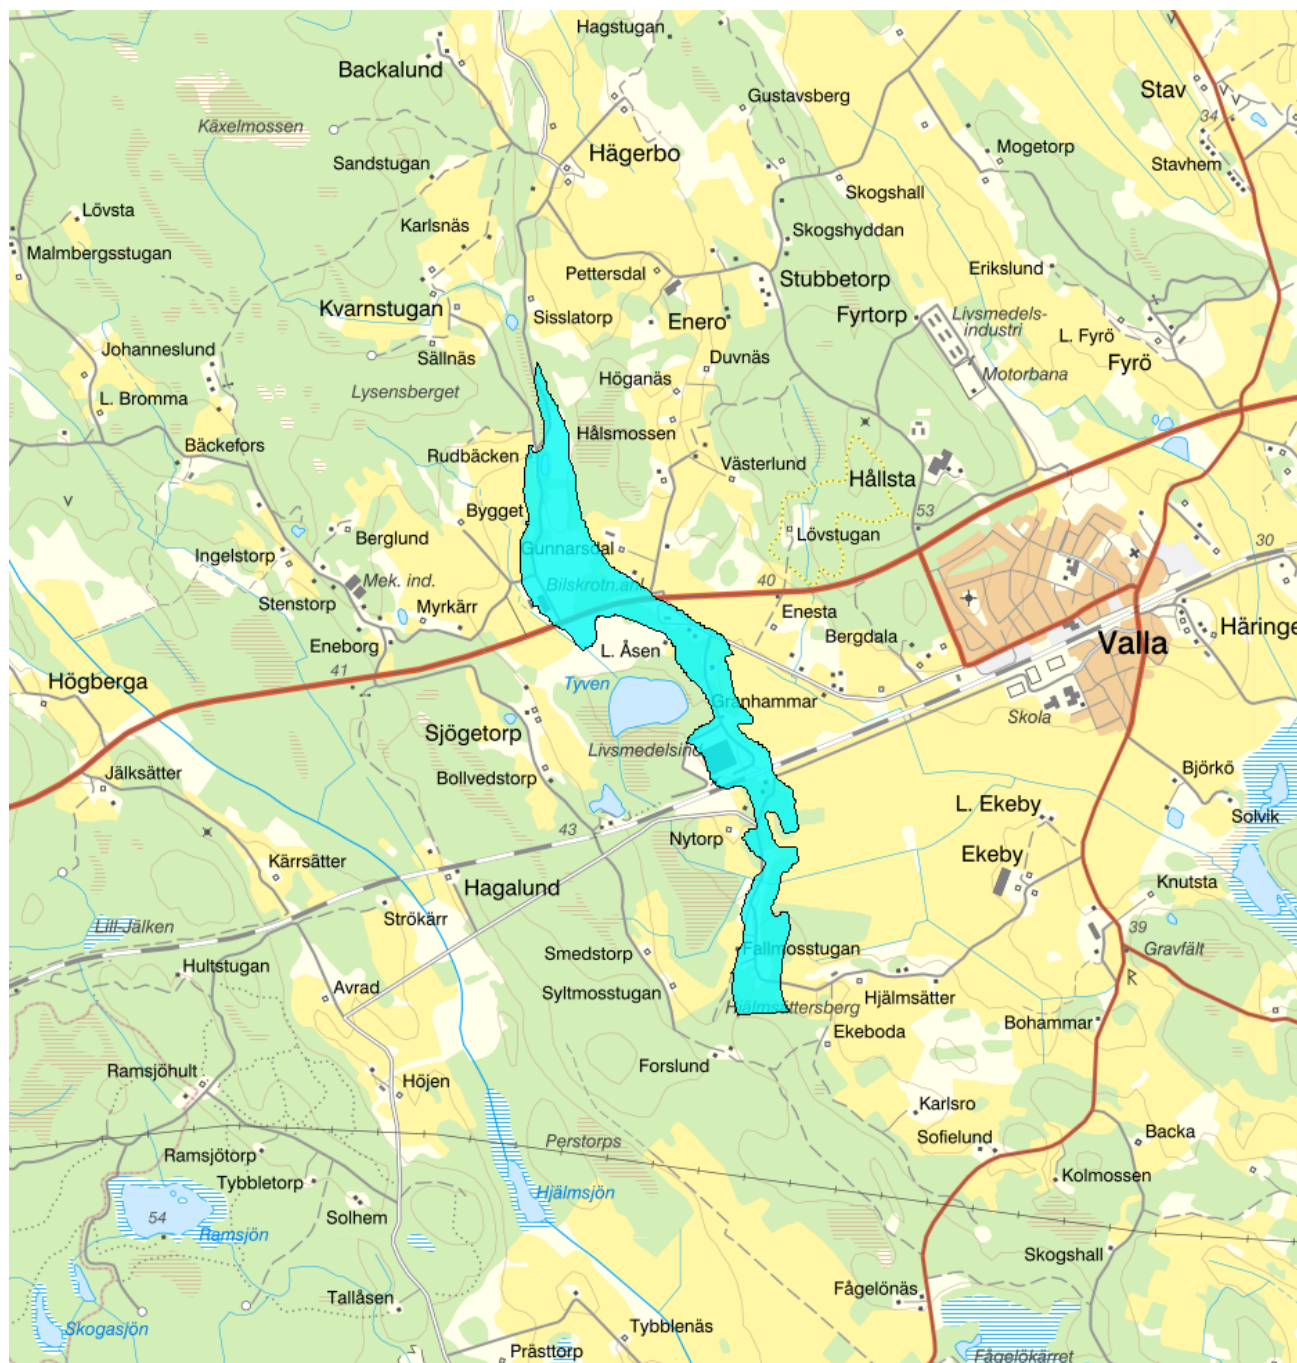 Hagstugan
Backalund
Gustavsberg
Stav
Käxelmossen
34
Sandstugan
Hägerbo
Mogetorp
Stavhem
Skogshall
Lövsta
Karlsnäs
Skogshyddan
Malmbergsstugan
Pettersdal
Stubbetorp
Erikslund
Kvarnstugan
Sisslatorp
Enero
Fyrtorp
Livsmedels-
industri
L. Fyrö
Fyrö
Johanneslund
Sällnäs
Duvnäs
Höganäs
Motorbana
L. Bromma
Lysensberget
Hålsmossen
Bäckefors
Rudbäcken
Västerlund
Hållsta
Bygget
53
Berglund
Gunnarsdal
Lövstugan
30
Ingelstorp
Mek. ind.
Bilskrotn.anl.
40
Stenstorp
Myrkärr
Enesta
Häringe
Eneborg
L. Åsen
Bergdala
Valla
41
Högberga
Tyven
Granhammar
Skola
Sjögetorp
Livsmedelsind
Jälksätter
Bollvedstorp
Björkö
L. Ekeby
Solvik
43
Nytorp
Kärrsätter
Ekeby
Hagalund
Knutsta
Lill-Jälken
Strökärr
39
Smedstorp
Fallmosstugan
Gravfält
Hultstugan
R
Avrad
Syltmosstugan
Hjälmsätter
Hjälmsättersberg
Bohammar
Ekeboda
Forslund
Ramsjöhult
Höjen
Karlsro
Perstorps
Sofielund
Backa
Ramsjötorp
Tybbletorp
Kolmossen
Hjälmsjön
54
Solhem
Ramsjön
Skogshall
Fågelönäs
Tallåsen
Skogasjön
Tybblenäs
Prästtorp
Fågelökärret